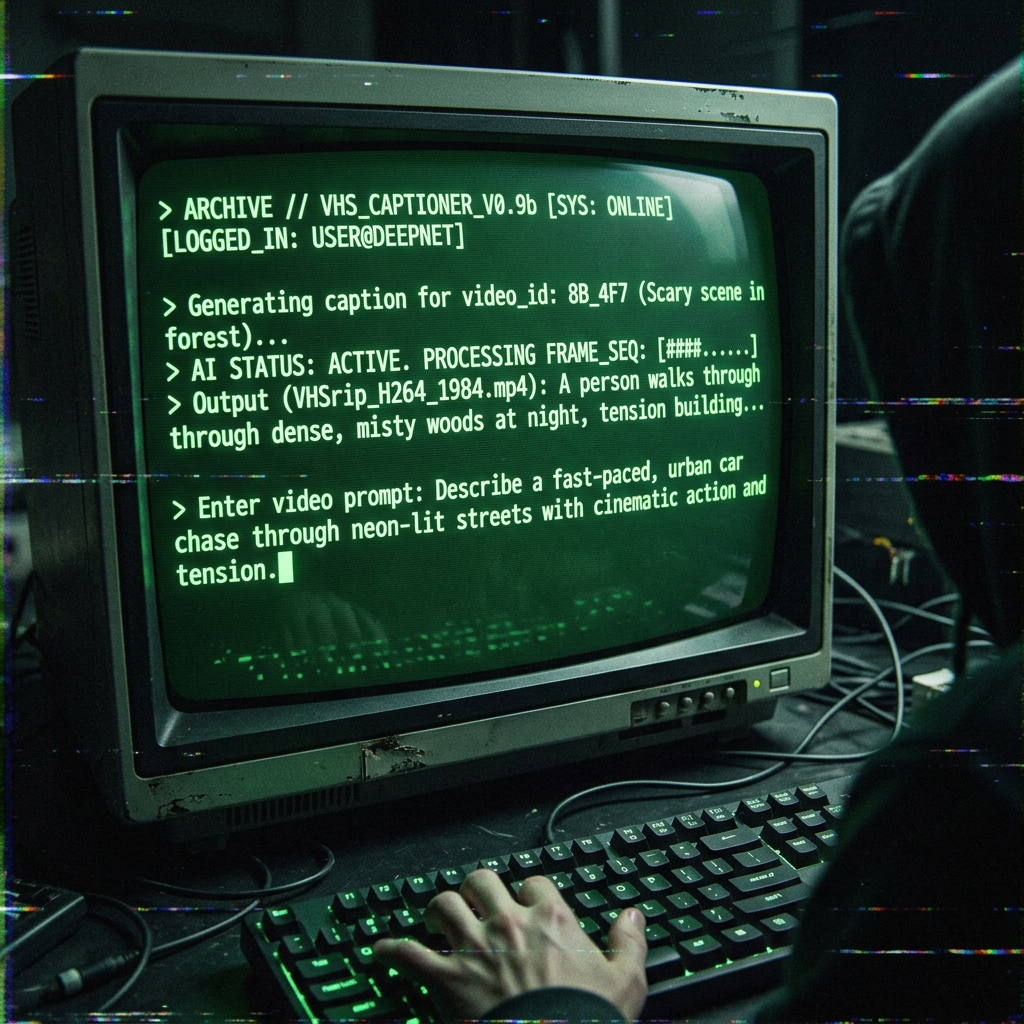 > ARCHIVE // VHS_CAPTIONER_V0.9b [SYS: ONLINE]
[LOGGED_IN: USER@DEEPNET]
> Generating caption for video_id: 8B_4F7 (Scary scene in
forest)...
> AI STATUS: ACTIVE. PROCESSING FRAME_SEQ: [####......]
> Output (VHSrip_H264_1984.mp4): A person walks through
through dense, misty woods at night, tension building...
> Enter video prompt: Describe a fast-paced, urban car
chase through neon-lit streets with cinematic action and
tension.